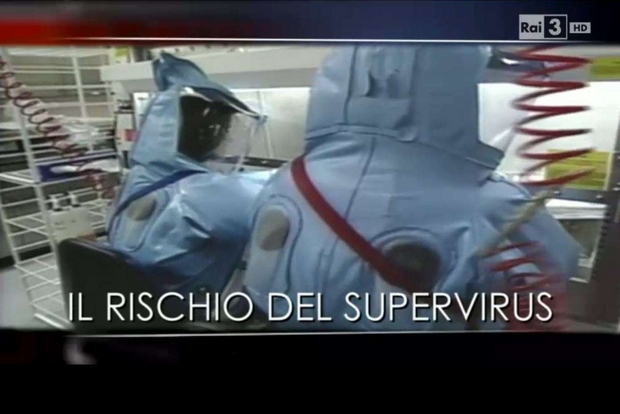 Rai 3 HD
IL RISCHIO DEL SUPERVIRUS